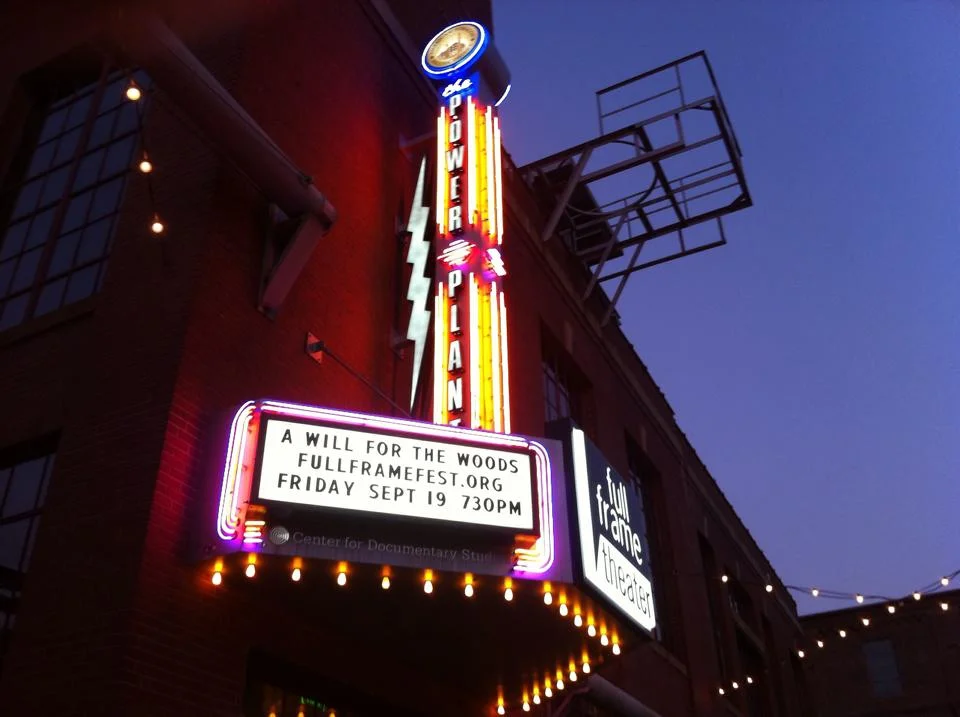 the
POWER
PLANT
A WILL FOR THE WOODS
FULLFRAMEFEST.ORG
FRIDAY SEPT 19 730PM
Center for Documentary
full
frame
theater